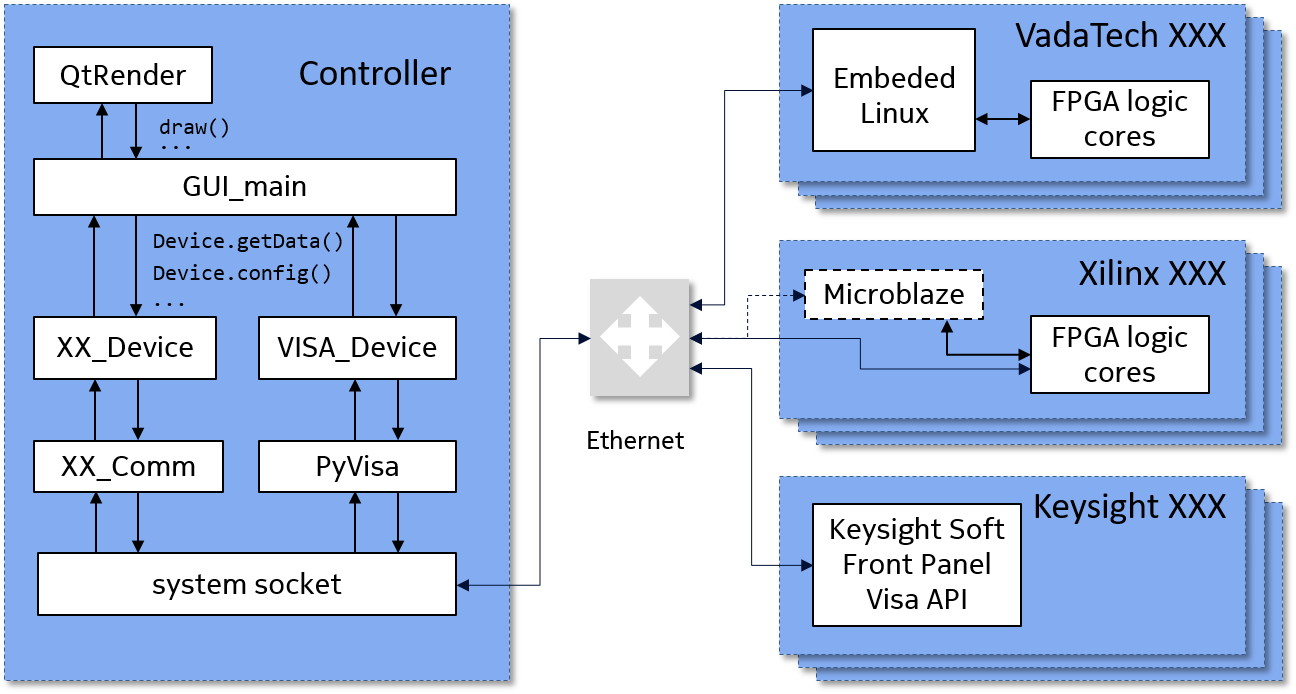 Controller
QtRender
draw()
...
GUI_main
Device.getData()
Device.config()
...
XX_Device
VISA_Device
XX_Comm
PyVisa
system socket
Ethernet
VadaTech XXX
Embeded
Linux
FPGA logic
cores
Xilinx XXX
Microblaze
FPGA logic
cores
Keysight XXX
Keysight Soft
Front Panel
Visa API